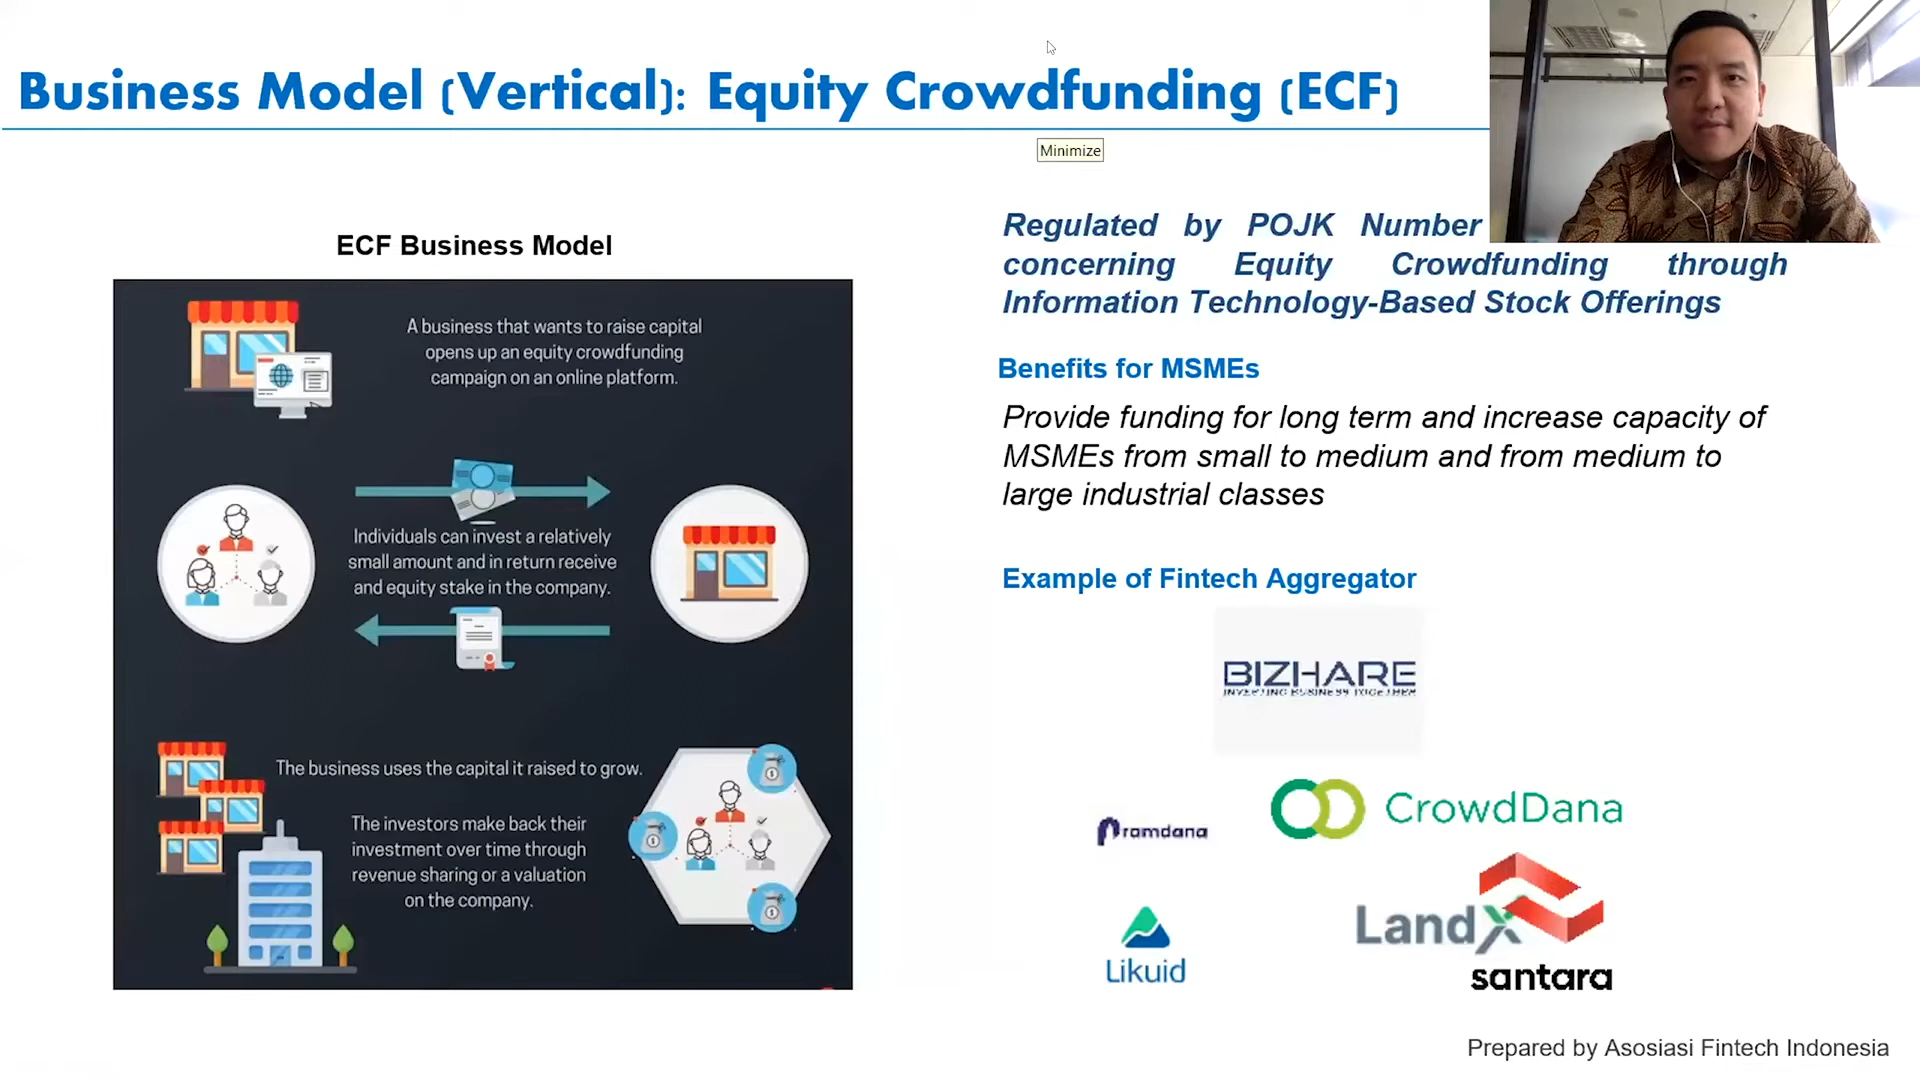 Business Model (Vertical): Equity Crowdfunding (ECF)
Minimize
ECF Business Model
A business that wants to raise capital
opens up an equity crowdfunding
campaign on an online platform.
Individuals can invest a relatively
small amount and in return receive
and equity stake in the company.
The business uses the capital it raised to grow.
The investors make back their
investment over time through
revenue sharing or a valuation
on the company.
Regulated by POJK Number
concerning Equity Crowdfunding through
Information Technology-Based Stock Offerings
Benefits for MSMEs
Provide funding for long term and increase capacity of
MSMEs from small to medium and from medium to
large industrial classes
Example of Fintech Aggregator
BIZHARE
INVESTING BUSINESS TOGETHER
CrowdDana
pramdana
LandX
Likuid
santara
Prepared by Asosiasi Fintech Indonesia